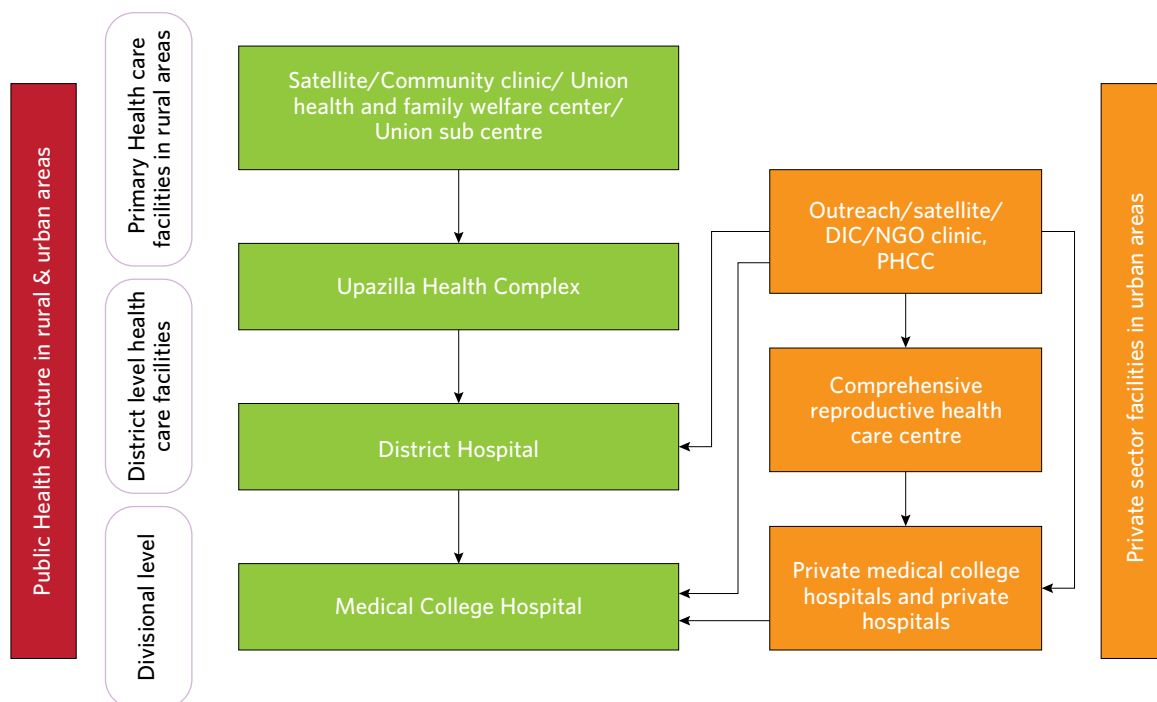 Public Health Structure in rural & urban areas
Primary Health care
facilities in rural areas
District level health
care facilities
Divisional level
Satellite/Community clinic/ Union
health and family welfare center/
Union sub centre
Upazilla Health Complex
District Hospital
Medical College Hospital
Outreach/satellite/
DIC/NGO clinic,
PHCC
Comprehensive
reproductive health
care centre
Private medical college
hospitals and private
hospitals
Private sector facilities in urban areas